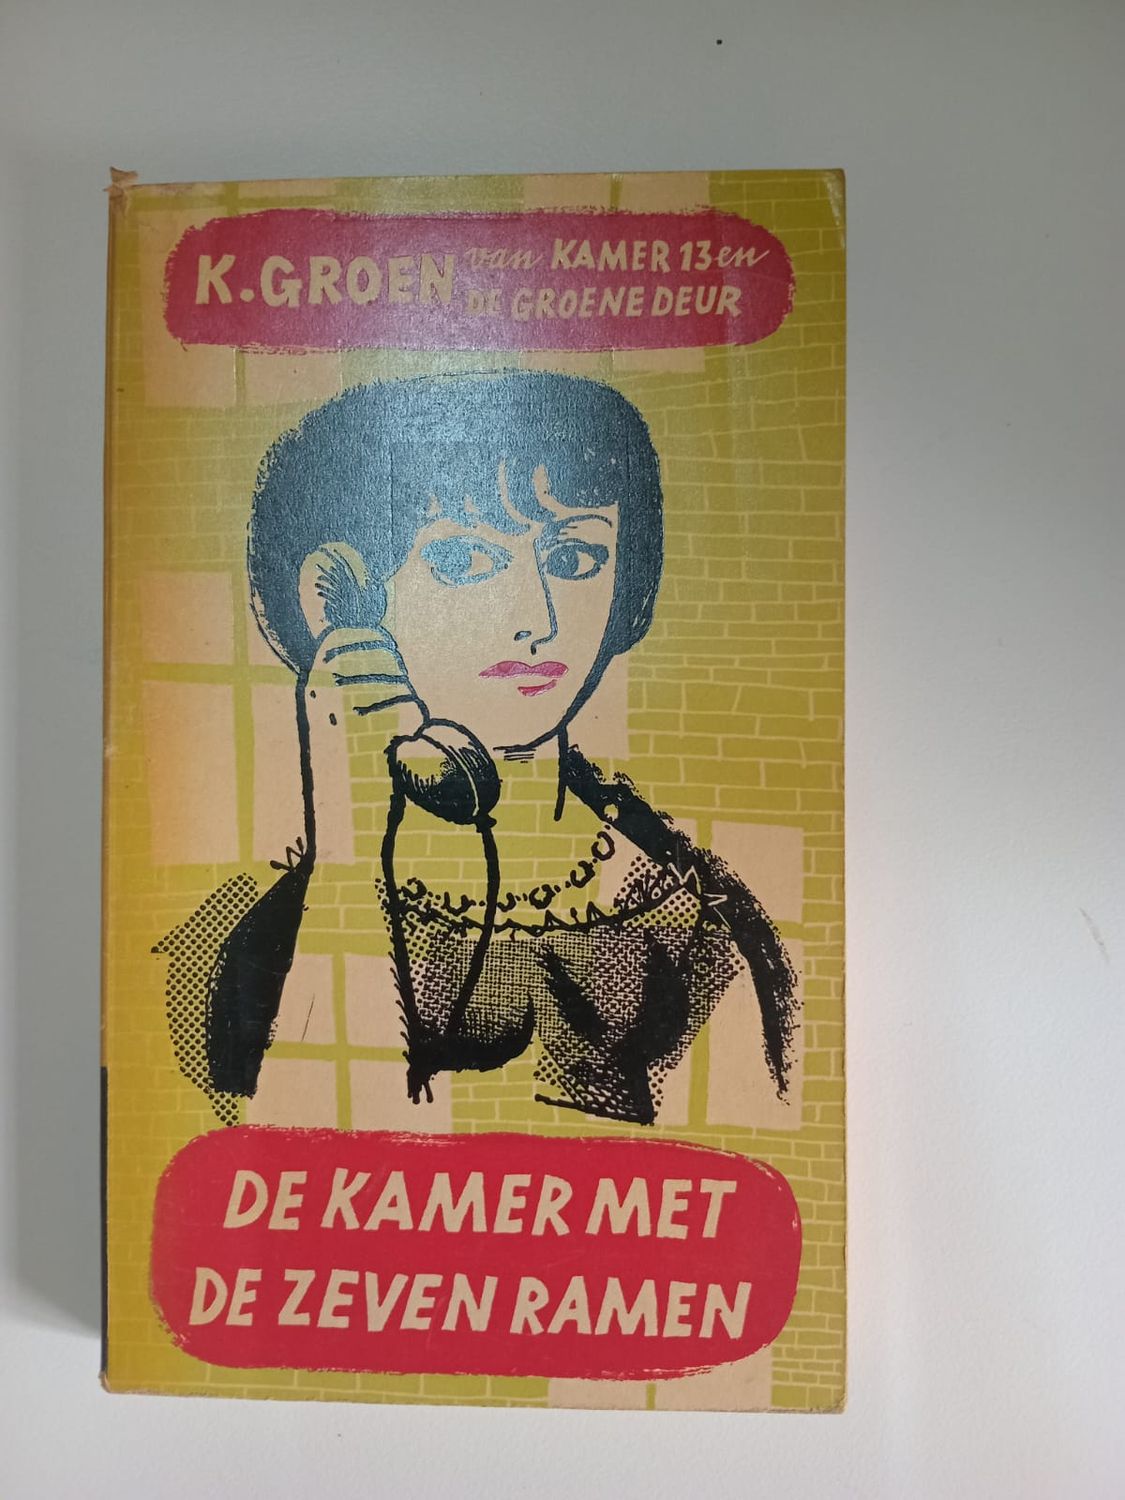 K. GROEN van KAMER 13 en
DE GROENE DEUR
DE KAMER MET
DE ZEVEN RAMEN